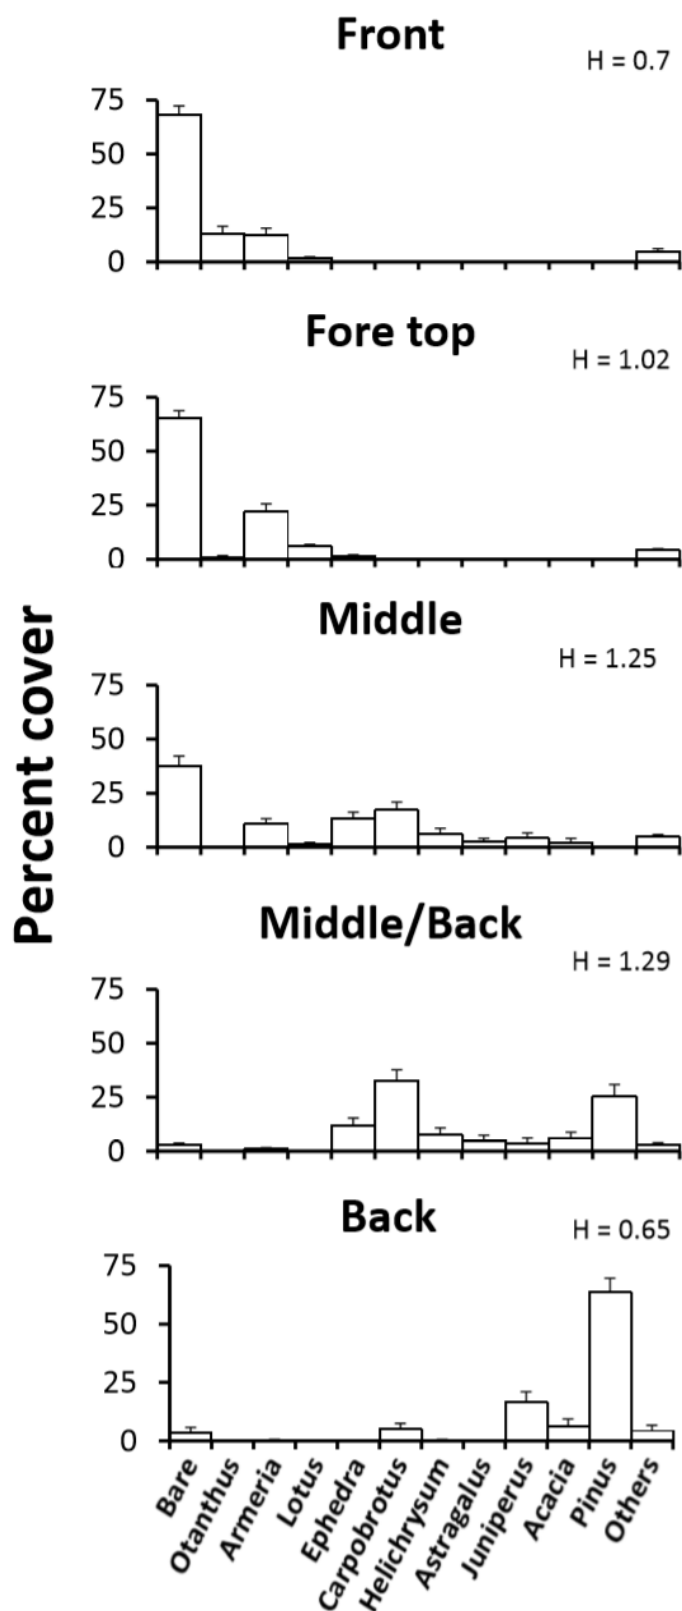 Front
H = 0.7
75
50
25
0
Fore top
H = 1.02
75
50
25
0
Middle
H = 1.25
75
50
25
0
Middle/Back
H = 1.29
75
50
25
0
Back
H = 0.65
75
50
25
0
Percent cover
Bare
Otanthus
Armeria
Lotus
Ephedra
Carpobrotus
Helichrysum
Astragalus
Juniperus
Acacia
Pinus
Others